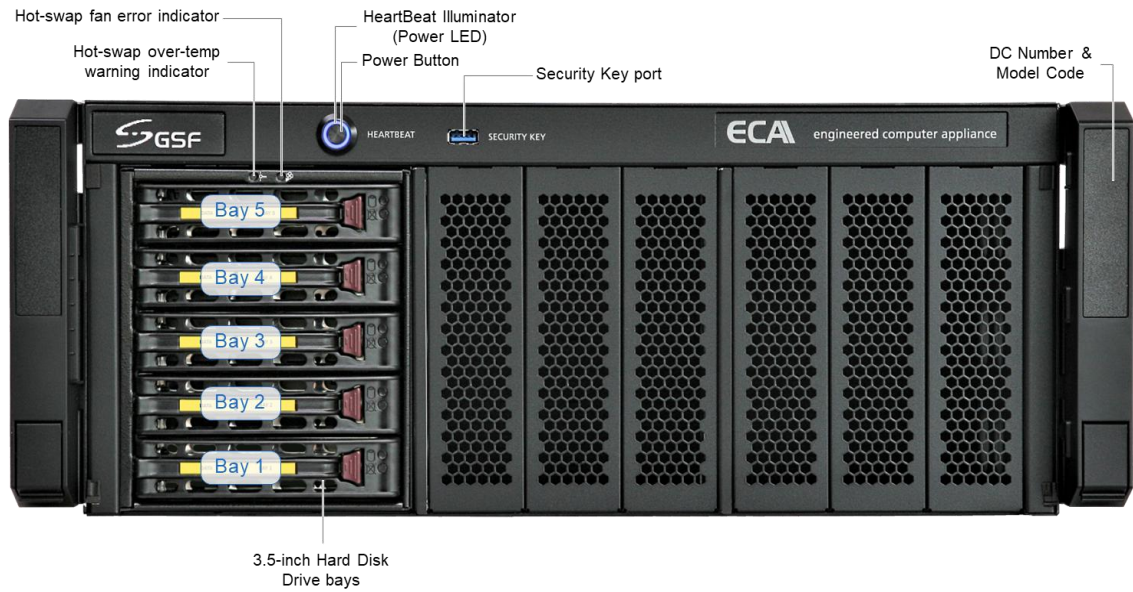 Hot-swap fan error indicator
HeartBeat Illuminator
(Power LED)
Hot-swap over-temp
warning indicator
Power Button
Security Key port
DC Number &
Model Code
GSF
HEARTBEAT
SECURITY KEY
ECA
engineered computer appliance
Bay 5
Bay 4
Bay 3
Bay 2
Bay 1
3.5-inch Hard Disk
Drive bays